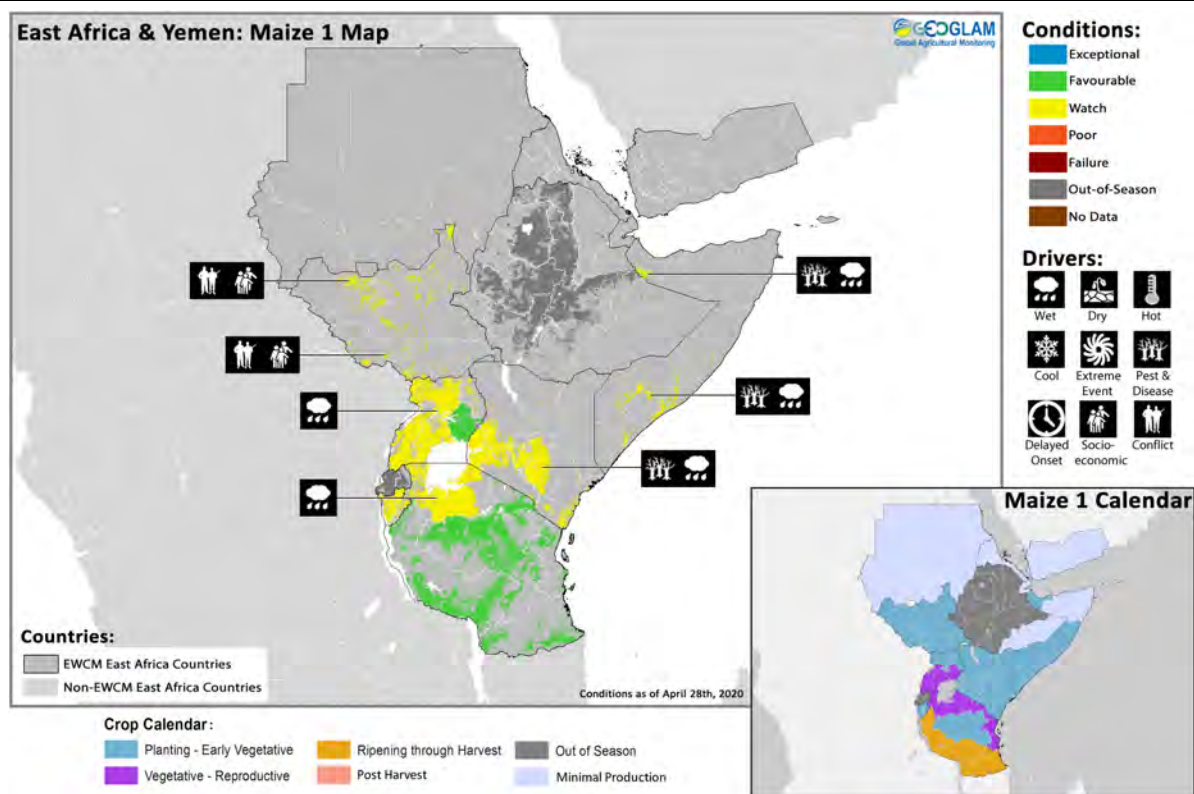 East Africa & Yemen: Maize 1 Map
GEOGLAM
Global Agricultural Monitoring
Conditions:
Exceptional
Favourable
Watch
Poor
Failure
Out-of-Season
No Data
Drivers:
Wet
Dry
Hot
Cool
Extreme
Event
Pest &
Disease
Delayed
Onset
Socio-
economic
Conflict
Countries:
EWCM East Africa Countries
Non-EWCM East Africa Countries
Conditions as of April 28th, 2020
Maize 1 Calendar
Crop Calendar:
Planting - Early Vegetative
Ripening through Harvest
Out of Season
Vegetative - Reproductive
Post Harvest
Minimal Production